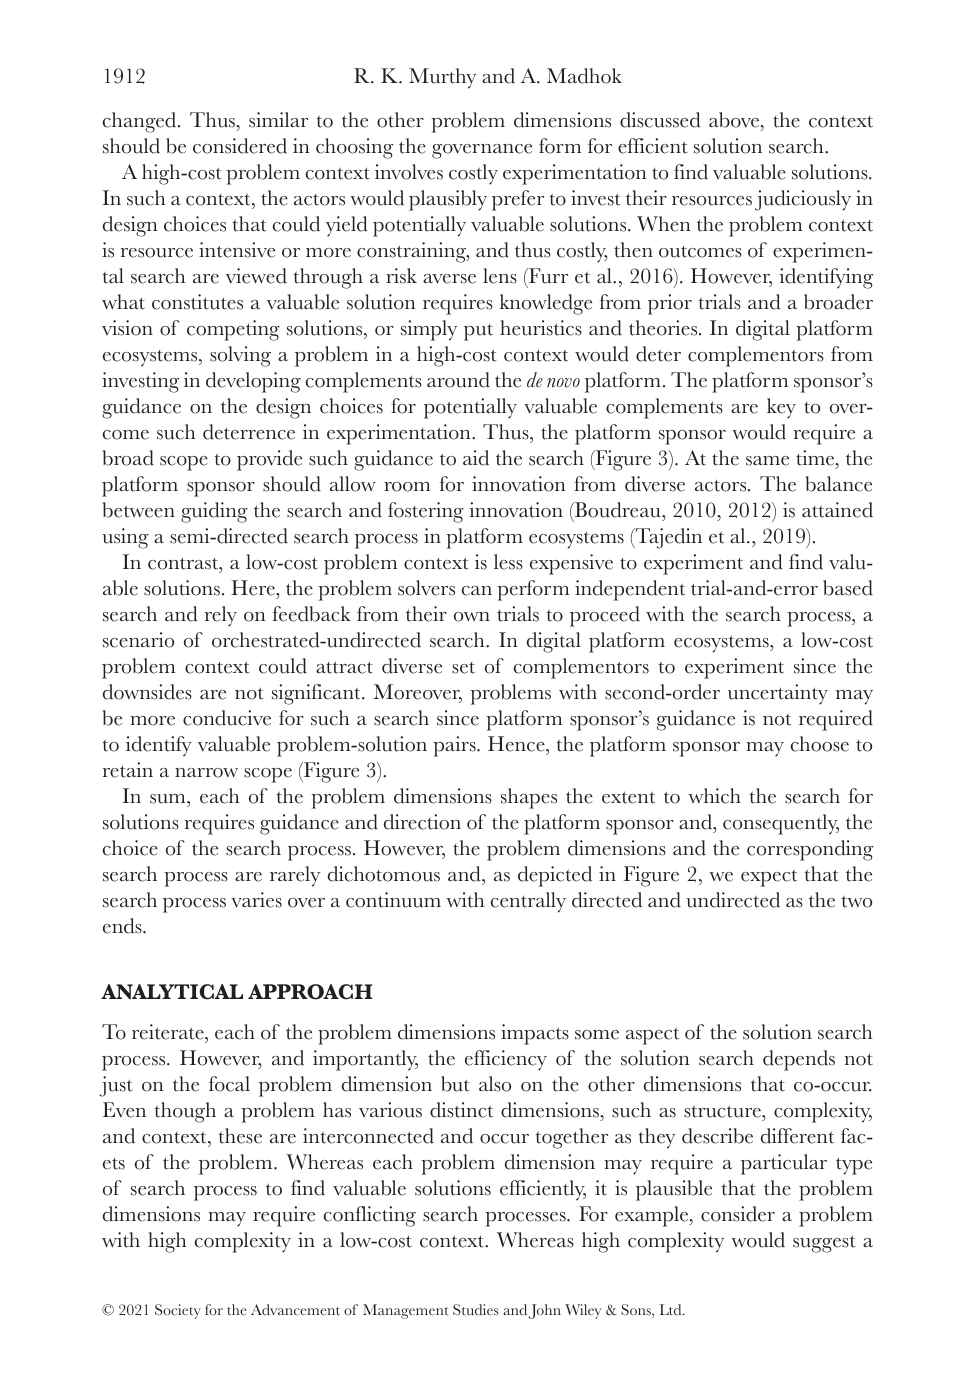 1912
R. K. Murthy and A. Madhok
changed. Thus, similar to the other problem dimensions discussed above, the context
should be considered in choosing the governance form for efficient solution search.
A high-cost problem context involves costly experimentation to find valuable solutions.
In such a context, the actors would plausibly prefer to invest their resources judiciously in
design choices that could yield potentially valuable solutions. When the problem context
is resource intensive or more constraining, and thus costly, then outcomes of experimen-
tal search are viewed through a risk averse lens (Furr et al., 2016). However, identifying
what constitutes a valuable solution requires knowledge from prior trials and a broader
vision of competing solutions, or simply put heuristics and theories. In digital platform
ecosystems, solving a problem in a high-cost context would deter complementors from
investing in developing complements around the de novo platform. The platform sponsor’s
guidance on the design choices for potentially valuable complements are key to over-
come such deterrence in experimentation. Thus, the platform sponsor would require a
broad scope to provide such guidance to aid the search (Figure 3). At the same time, the
platform sponsor should allow room for innovation from diverse actors. The balance
between guiding the search and fostering innovation (Boudreau, 2010, 2012) is attained
using a semi-directed search process in platform ecosystems (Tajedin et al., 2019).
In contrast, a low-cost problem context is less expensive to experiment and find valu-
able solutions. Here, the problem solvers can perform independent trial-and-error based
search and rely on feedback from their own trials to proceed with the search process, a
scenario of orchestrated-undirected search. In digital platform ecosystems, a low-cost
problem context could attract diverse set of complementors to experiment since the
downsides are not significant. Moreover, problems with second-order uncertainty may
be more conducive for such a search since platform sponsor’s guidance is not required
to identify valuable problem-solution pairs. Hence, the platform sponsor may choose to
retain a narrow scope (Figure 3).
In sum, each of the problem dimensions shapes the extent to which the search for
solutions requires guidance and direction of the platform sponsor and, consequently, the
choice of the search process. However, the problem dimensions and the corresponding
search process are rarely dichotomous and, as depicted in Figure 2, we expect that the
search process varies over a continuum with centrally directed and undirected as the two
ends.
ANALYTICAL APPROACH
To reiterate, each of the problem dimensions impacts some aspect of the solution search
process. However, and importantly, the efficiency of the solution search depends not
just on the focal problem dimension but also on the other dimensions that co-occur.
Even though a problem has various distinct dimensions, such as structure, complexity,
and context, these are interconnected and occur together as they describe different fac-
ets of the problem. Whereas each problem dimension may require a particular type
of search process to find valuable solutions efficiently, it is plausible that the problem
dimensions may require conflicting search processes. For example, consider a problem
with high complexity in a low-cost context. Whereas high complexity would suggest a
© 2021 Society for the Advancement of Management Studies and John Wiley & Sons, Ltd.